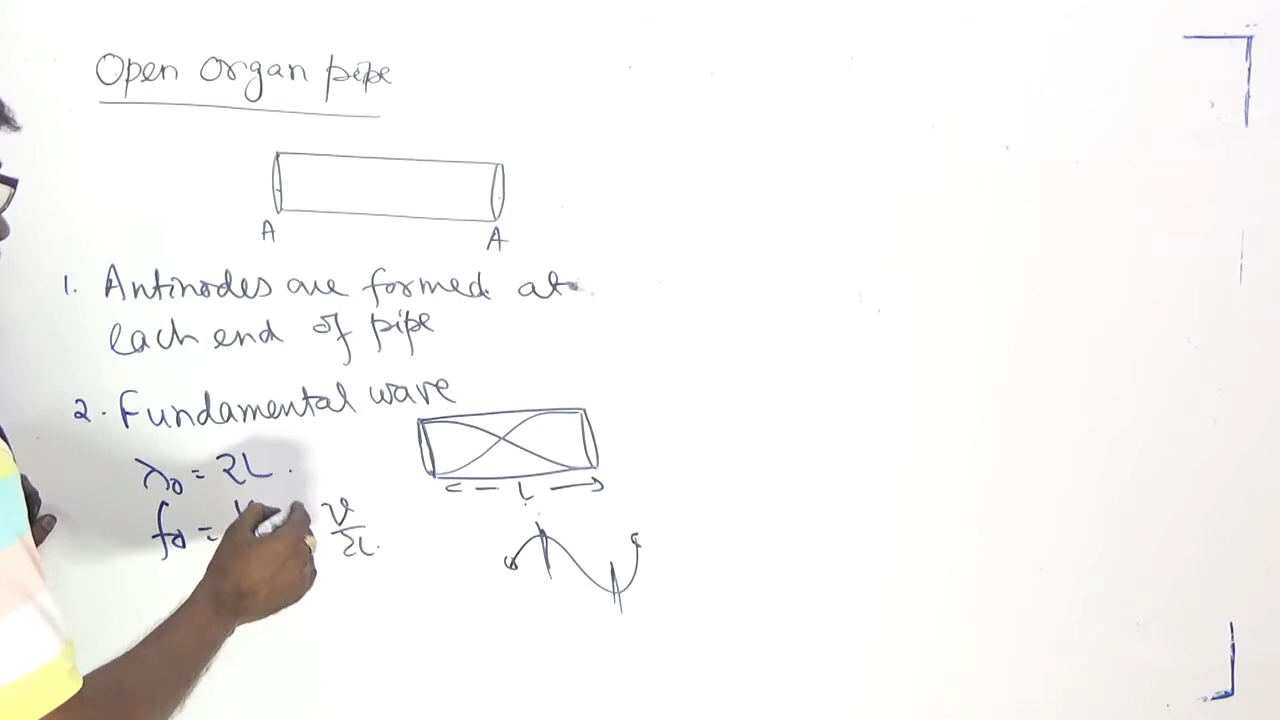 Open Organ pipe
A A
1. Antinodes are formed at
each end of pipe
2. Fundamental wave
λ₀ = 2L.
L
f₀ = v/2L.